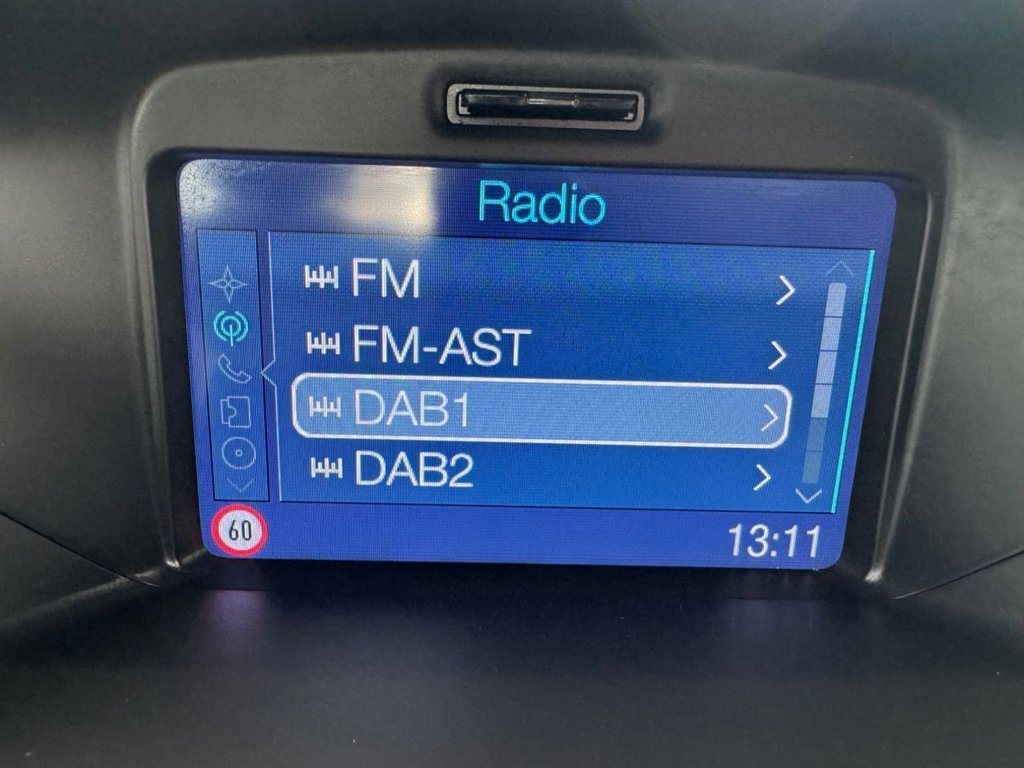 Radio
FM
FM-AST
DAB1
DAB2
60
13:11